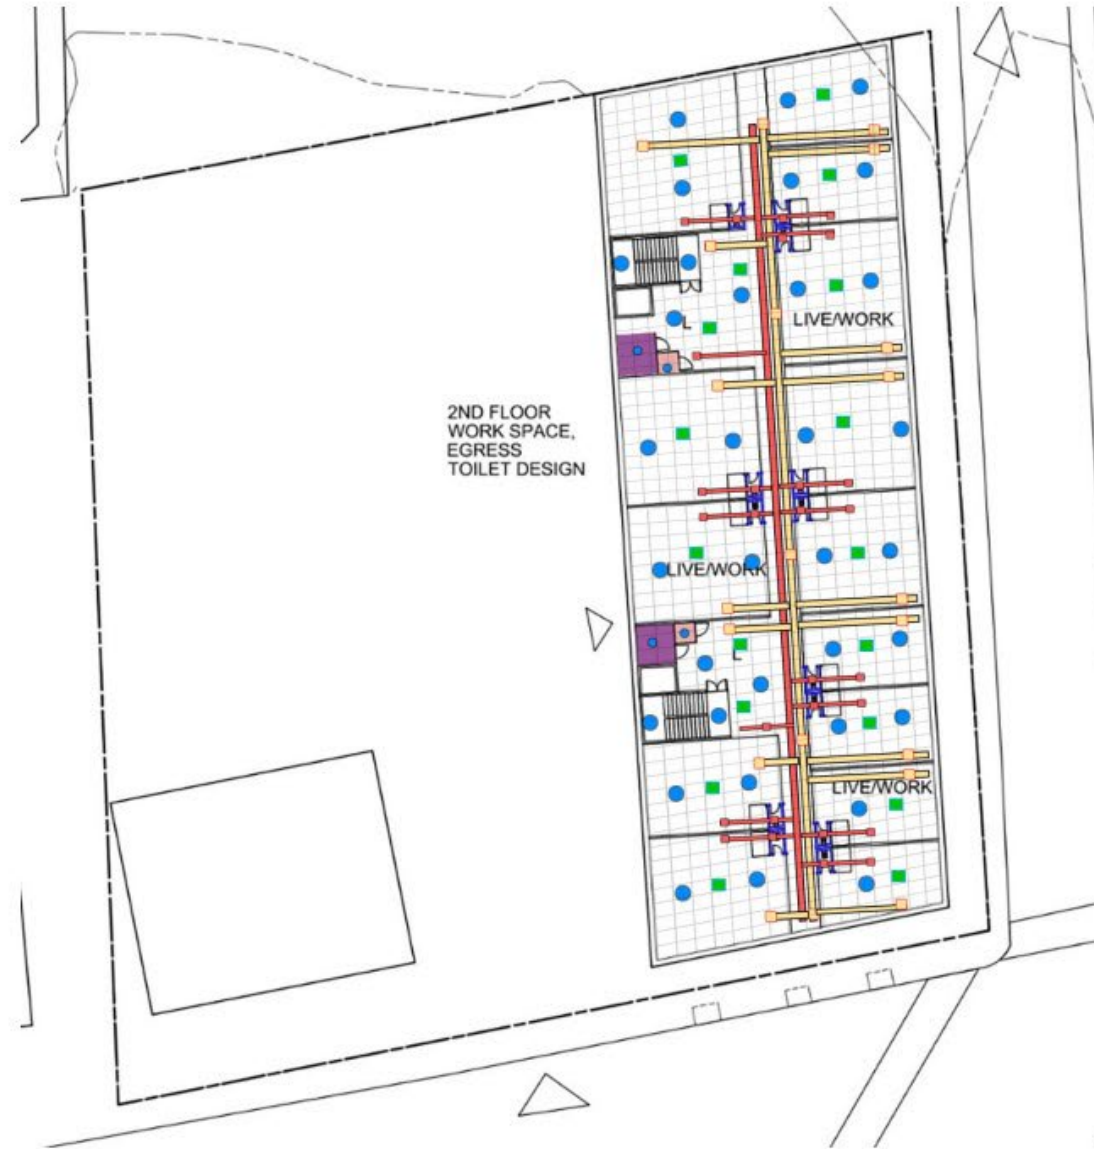 LIVE/WORK
L
2ND FLOOR
WORK SPACE,
EGRESS
TOILET DESIGN
LIVE/WORK
L
LIVE/WORK